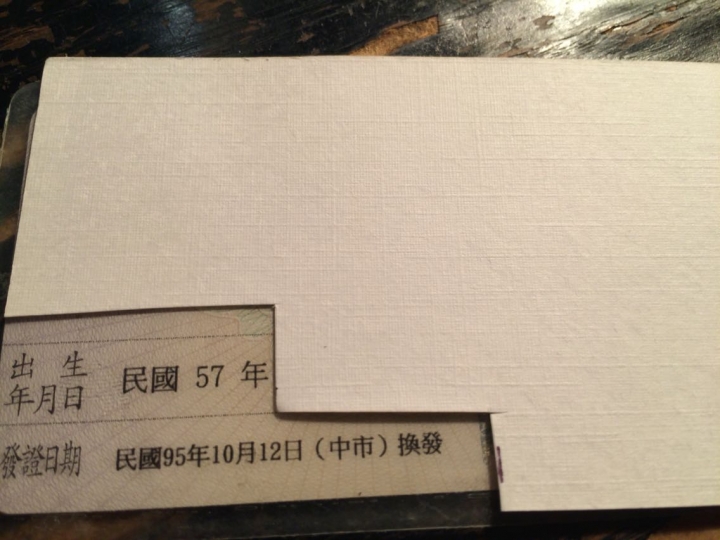 出生
年月日
民國 57 年
發證日期 民國95年10月12日(中市)換發